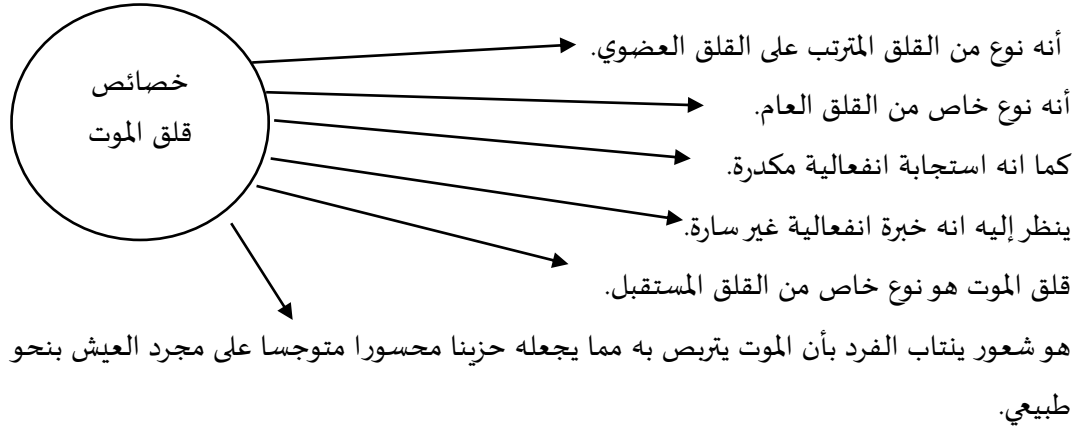 خصائص
قلق الموت
أنه نوع من القلق المترتب على القلق العضوي.
أنه نوع خاص من القلق العام.
كما انه استجابة انفعالية مكدرة.
ينظر إليه انه خبرة انفعالية غير سارة.
قلق الموت هو نوع خاص من القلق المستقبل.
هو شعور ينتاب الفرد بأن الموت يتربص به مما يجعله حزينا محسورا متوجسا على مجرد العيش بنحو
طبيعي.